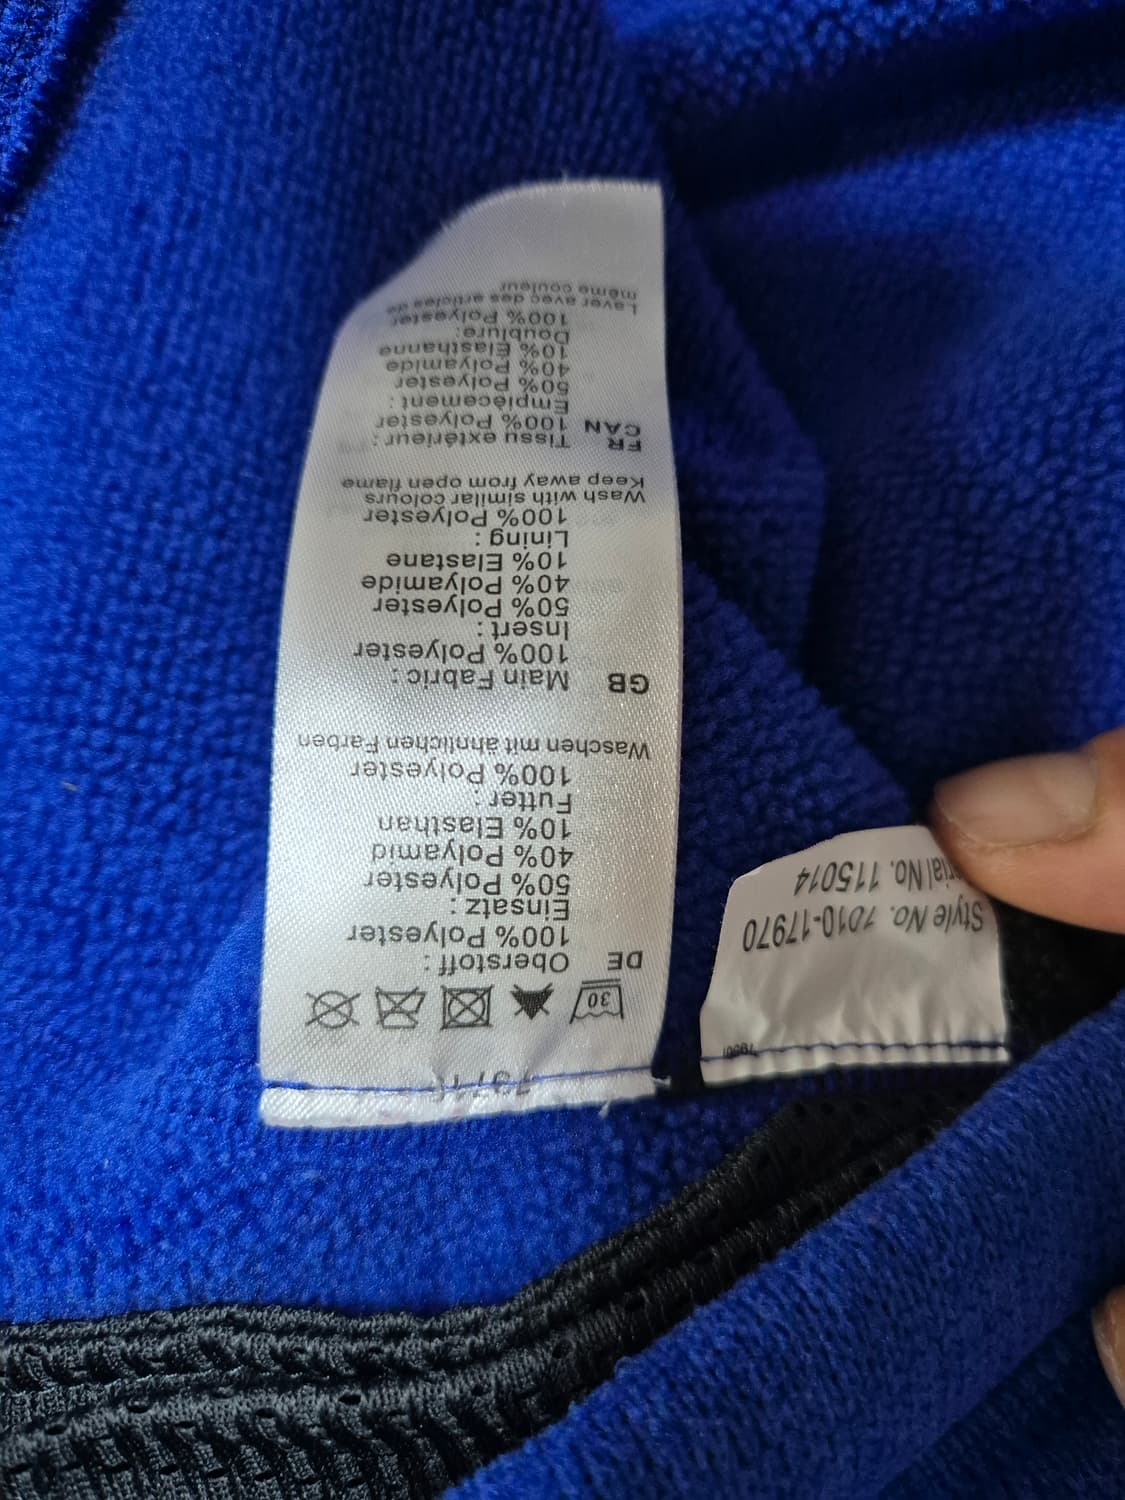 30
DE Oberstoff :
100% Polyester
Einsatz :
50% Polyester
40% Polyamid
10% Elasthan
Futter :
100% Polyester
Waschen mit ähnlichen Farben
GB Main Fabric :
100% Polyester
Insert :
50% Polyester
40% Polyamide
10% Elastane
Lining :
100% Polyester
Wash with similar colours
Keep away from open flame
FR Tissu extérieur :
CAN 100% Polyester
Empiècement :
50% Polyester
40% Polyamide
10% Elasthanne
Doublure:
100% Polyester
Laver avec des articles de
même couleur
Style No. 7010-17970
No. 115014